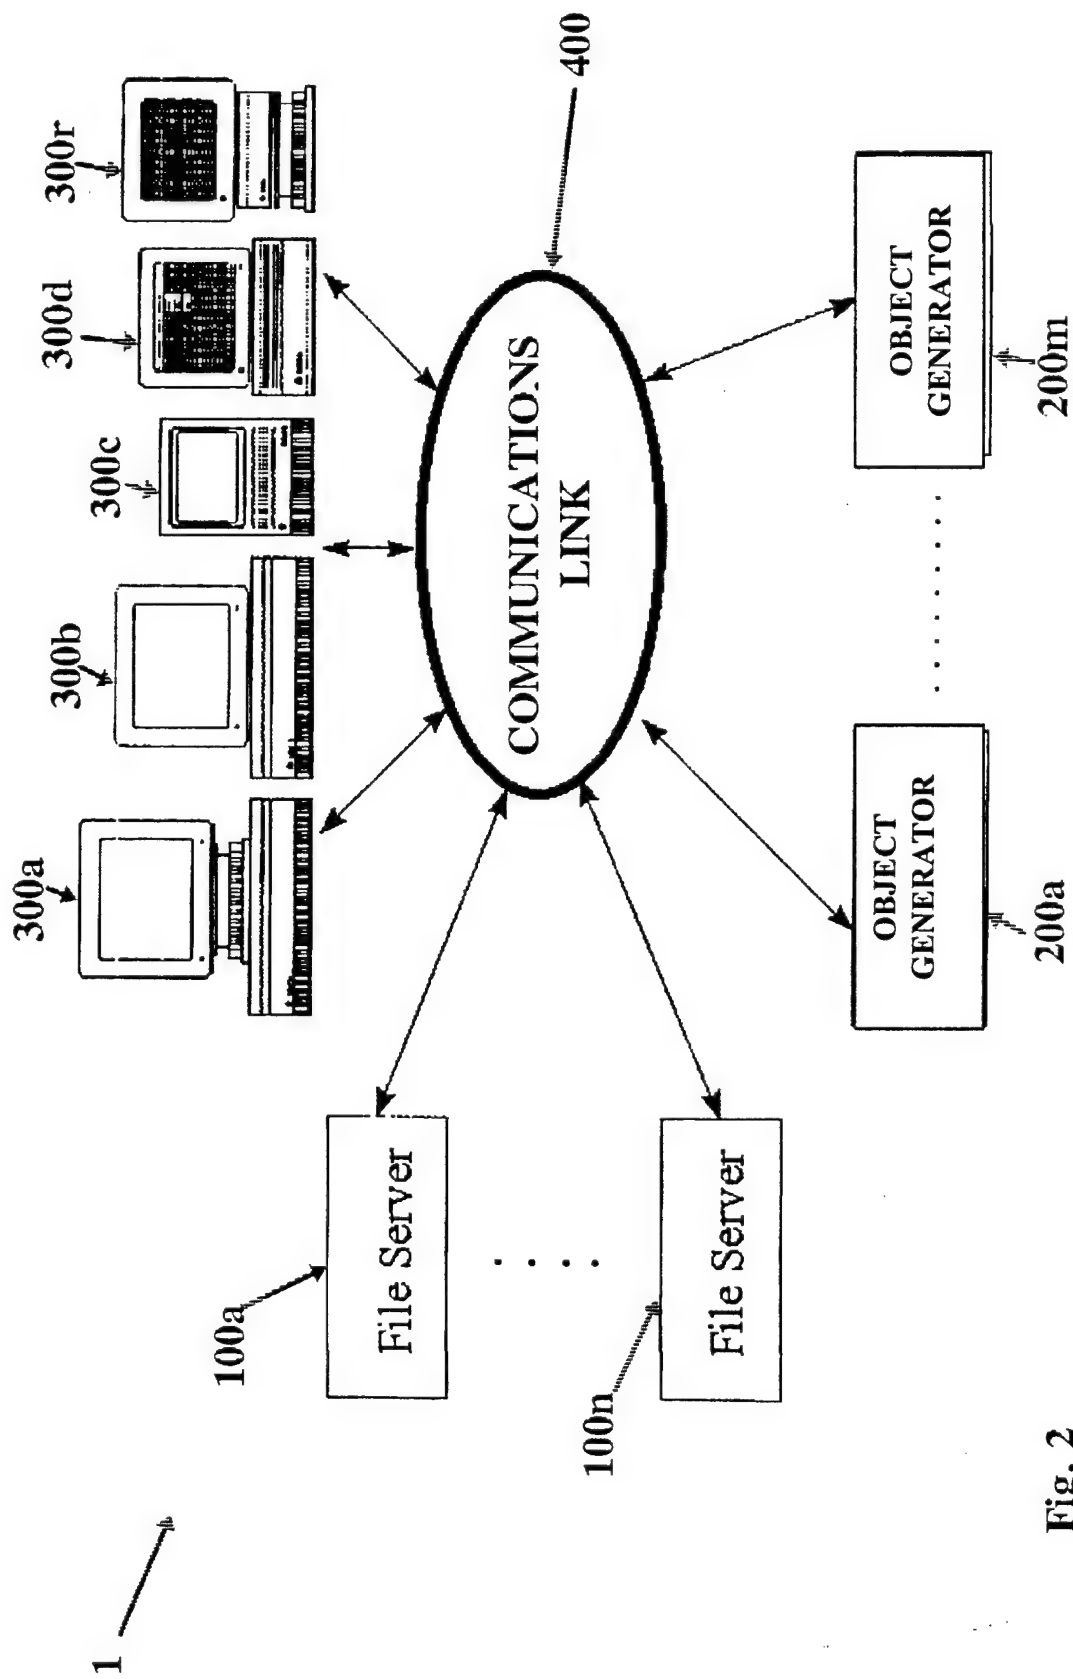 1
100a
File Server
100n
File Server
300a
300b
300c
300d
300r
COMMUNICATIONS
LINK
400
OBJECT
GENERATOR
200a
OBJECT
GENERATOR
200m
Fig. 2